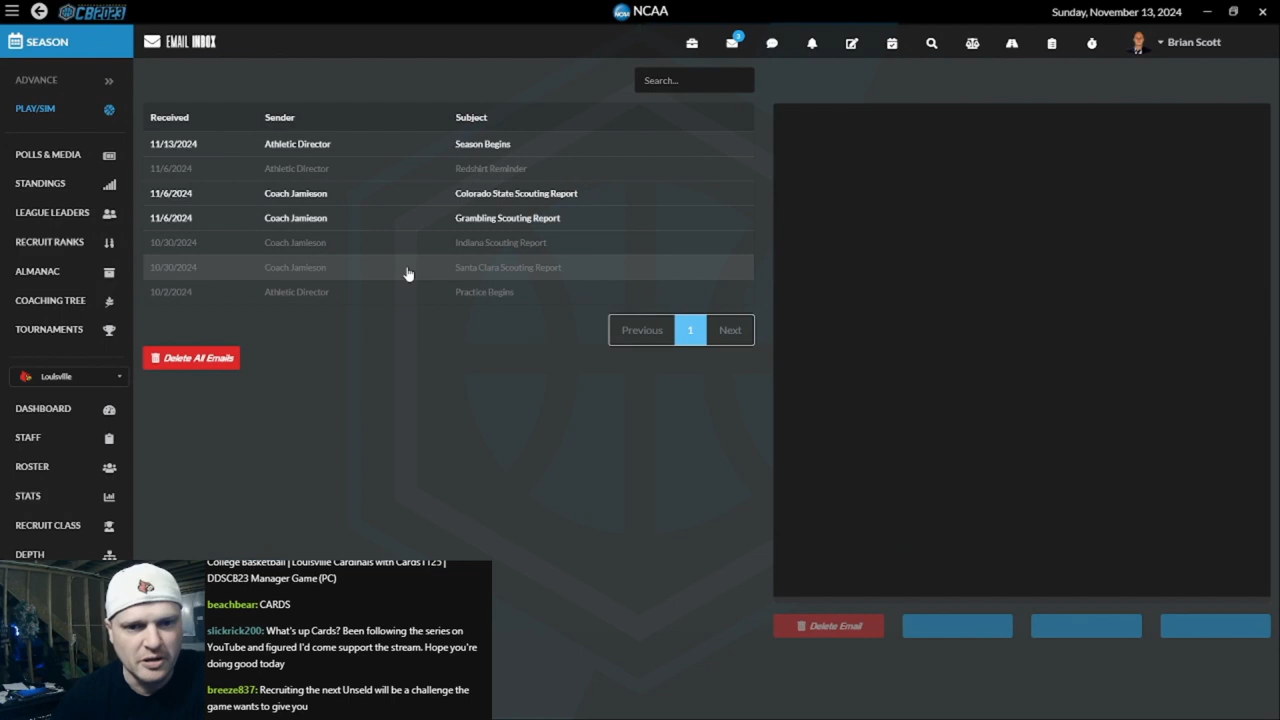 CB2023
NCAA
Sunday, November 13, 2024
SEASON
EMAIL INBOX
3
Brian Scott
ADVANCE
PLAY/SIM
POLLS & MEDIA
STANDINGS
LEAGUE LEADERS
RECRUIT RANKS
ALMANAC
COACHING TREE
TOURNAMENTS
Louisville
DASHBOARD
STAFF
ROSTER
STATS
RECRUIT CLASS
DEPTH
Search...
Received Sender Subject
11/13/2024 Athletic Director Season Begins
11/6/2024 Athletic Director Redshirt Reminder
11/6/2024 Coach Jamieson Colorado State Scouting Report
11/6/2024 Coach Jamieson Grambling Scouting Report
10/30/2024 Coach Jamieson Indiana Scouting Report
10/30/2024 Coach Jamieson Santa Clara Scouting Report
10/2/2024 Athletic Director Practice Begins
Previous 1 Next
Delete All Emails
Delete Email
College Basketball | Louisville Cardinals with Cards1125 |
DDSCB23 Manager Game (PC)
beachbear: CARDS
slickrick200: What's up Cards? Been following the series on
YouTube and figured I'd come support the stream. Hope you're
doing good today
breeze837: Recruiting the next Unseld will be a challenge the
game wants to give you